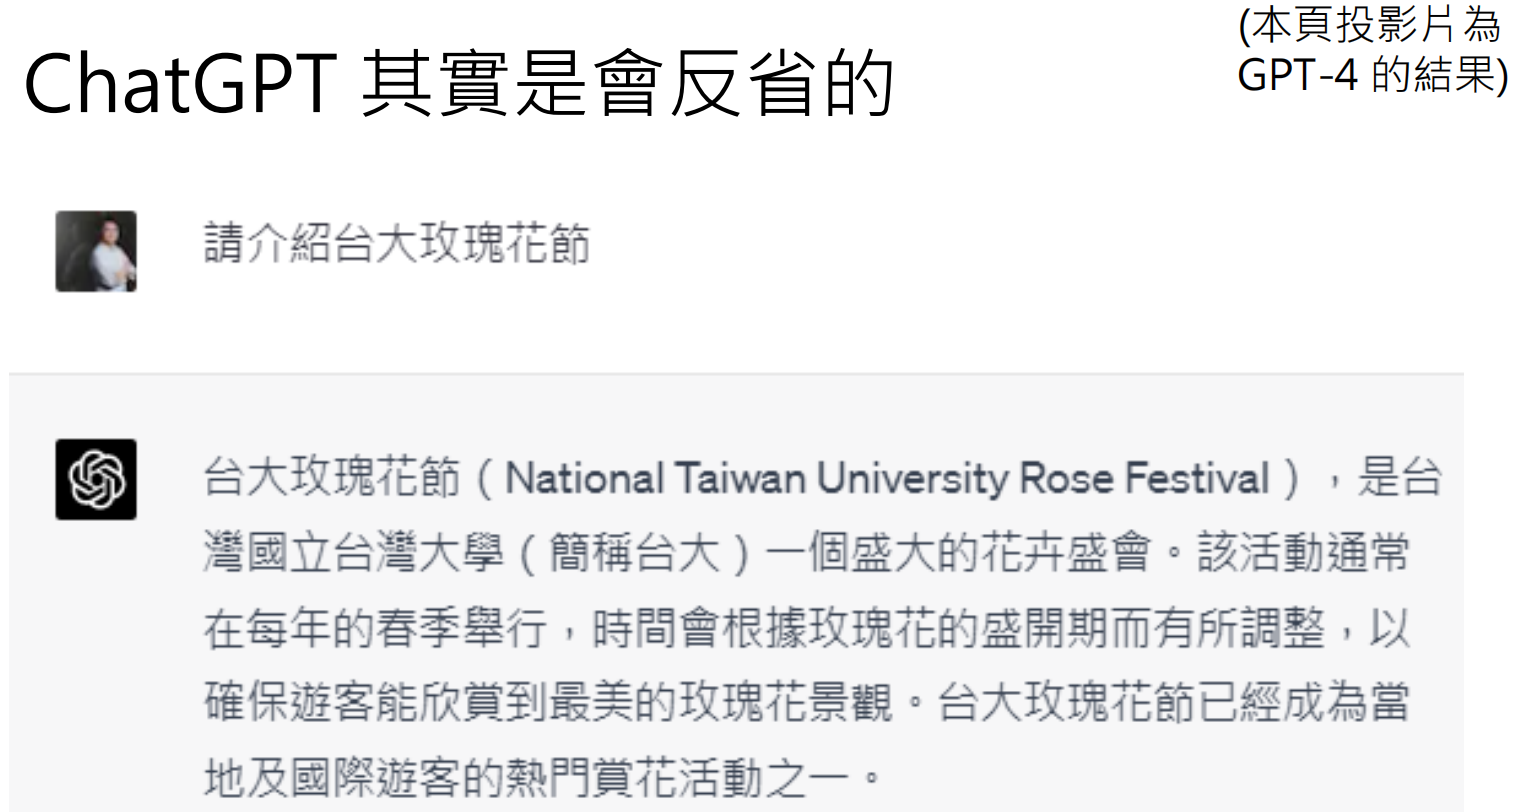 ChatGPT 其實是會反省的
(本頁投影片為
GPT-4 的結果)
請介紹台大玫瑰花節
台大玫瑰花節（National Taiwan University Rose Festival），是台
灣國立台灣大學（簡稱台大）一個盛大的花卉盛會。該活動通常
在每年的春季舉行，時間會根據玫瑰花的盛開期而有所調整，以
確保遊客能欣賞到最美的玫瑰花景觀。台大玫瑰花節已經成為當
地及國際遊客的熱門賞花活動之一。